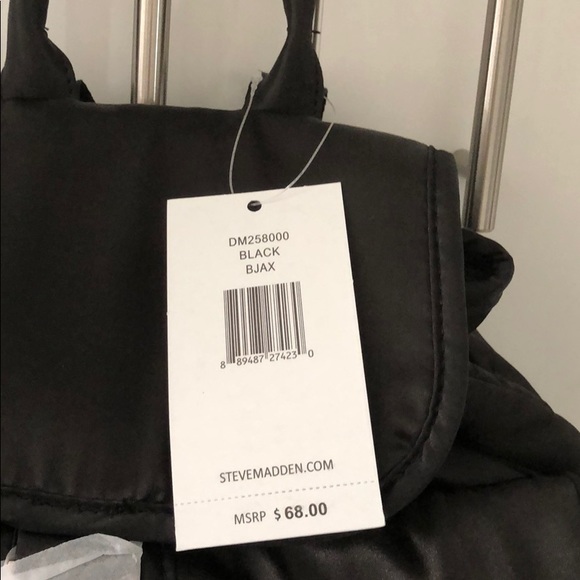 DM258000
BLACK
BJAX
8 89487 27423 0
STEVEMADDEN.COM
MSRP $ 68.00